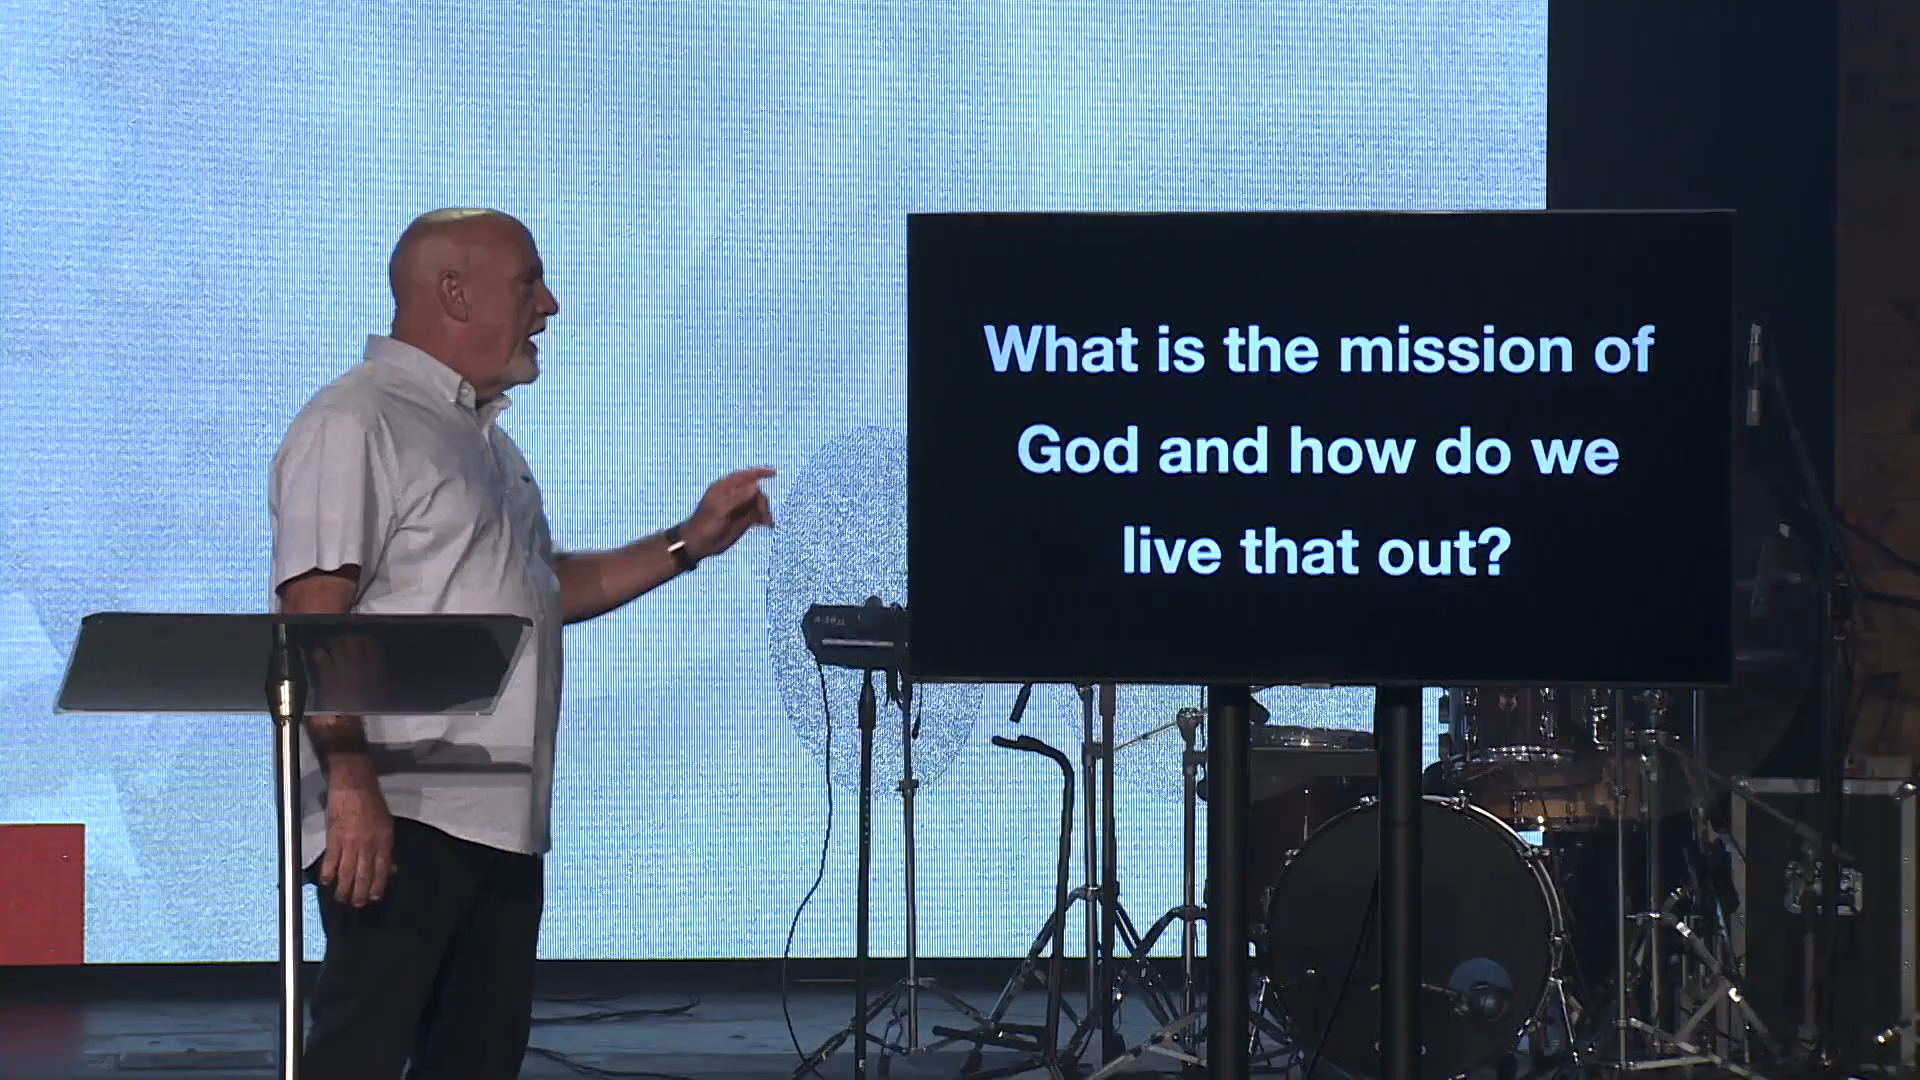 What is the mission of
God and how do we
live that out?